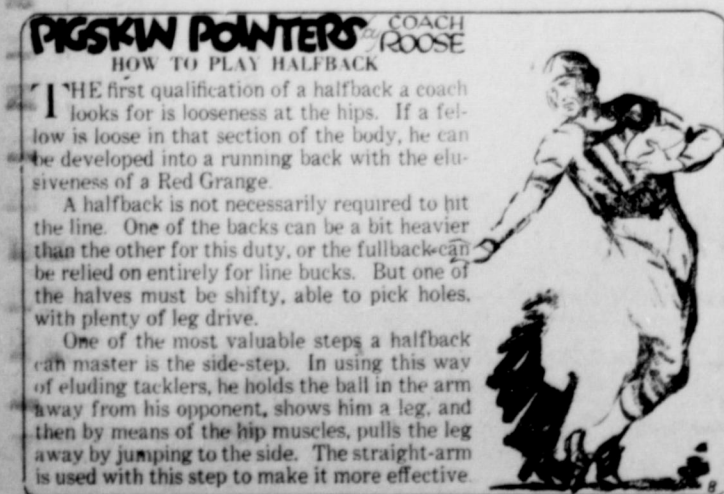 PIGSKIN POINTERS by COACH ROOSE
HOW TO PLAY HALFBACK
THE first qualification of a halfback a coach
looks for is looseness at the hips. If a fel-
low is loose in that section of the body, he can
be developed into a running back with the elu-
siveness of a Red Grange.
A halfback is not necessarily required to hit
the line. One of the backs can be a bit heavier
than the other for this duty, or the fullback can
be relied on entirely for line bucks. But one of
the halves must be shifty, able to pick holes,
with plenty of leg drive.
One of the most valuable steps a halfback
can master is the side-step. In using this way
of eluding tacklers, he holds the ball in the arm
away from his opponent, shows him a leg, and
then by means of the hip muscles, pulls the leg
away by jumping to the side. The straight-arm
is used with this step to make it more effective
8